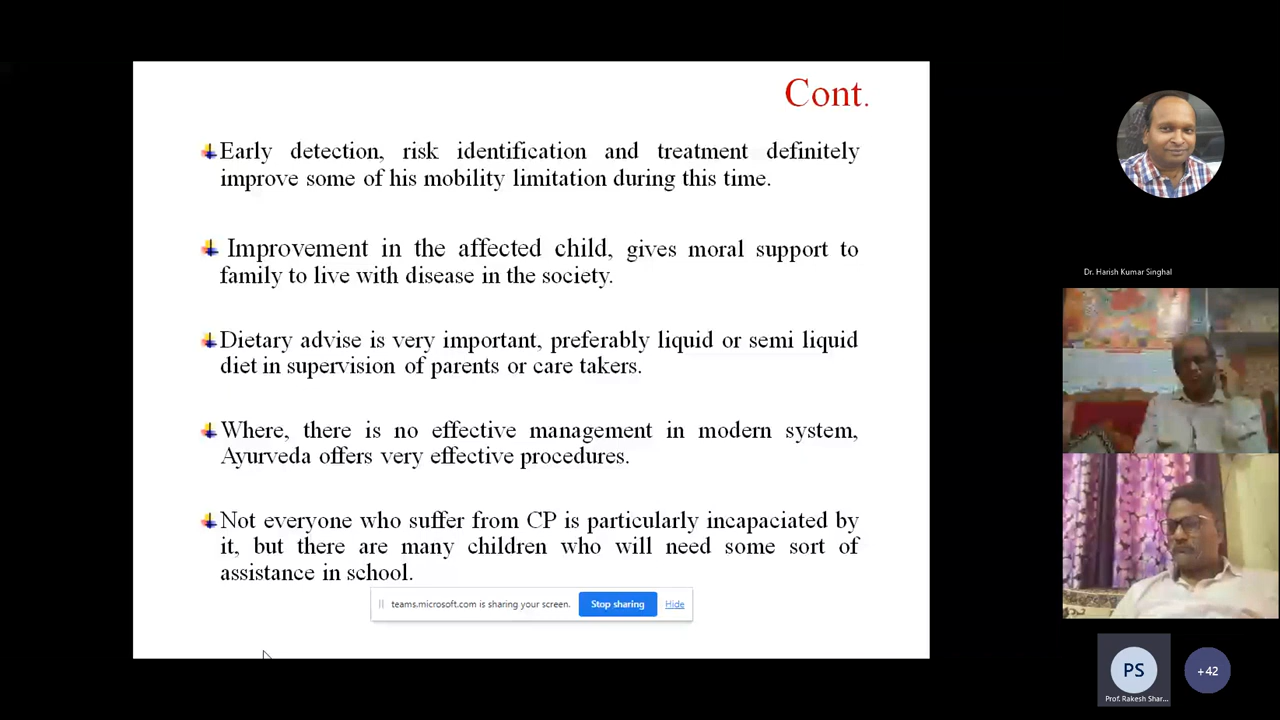 Cont.
Early detection, risk identification and treatment definitely
improve some of his mobility limitation during this time.
Improvement in the affected child, gives moral support to
family to live with disease in the society.
Dietary advise is very important, preferably liquid or semi liquid
diet in supervision of parents or care takers.
Where, there is no effective management in modern system,
Ayurveda offers very effective procedures.
Not everyone who suffer from CP is particularly incapaciated by
it, but there are many children who will need some sort of
assistance in school.
teams.microsoft.com is sharing your screen. Stop sharing Hide
Dr. Harish Kumar Singhal
PS
Prof. Rakesh Shar...
+42